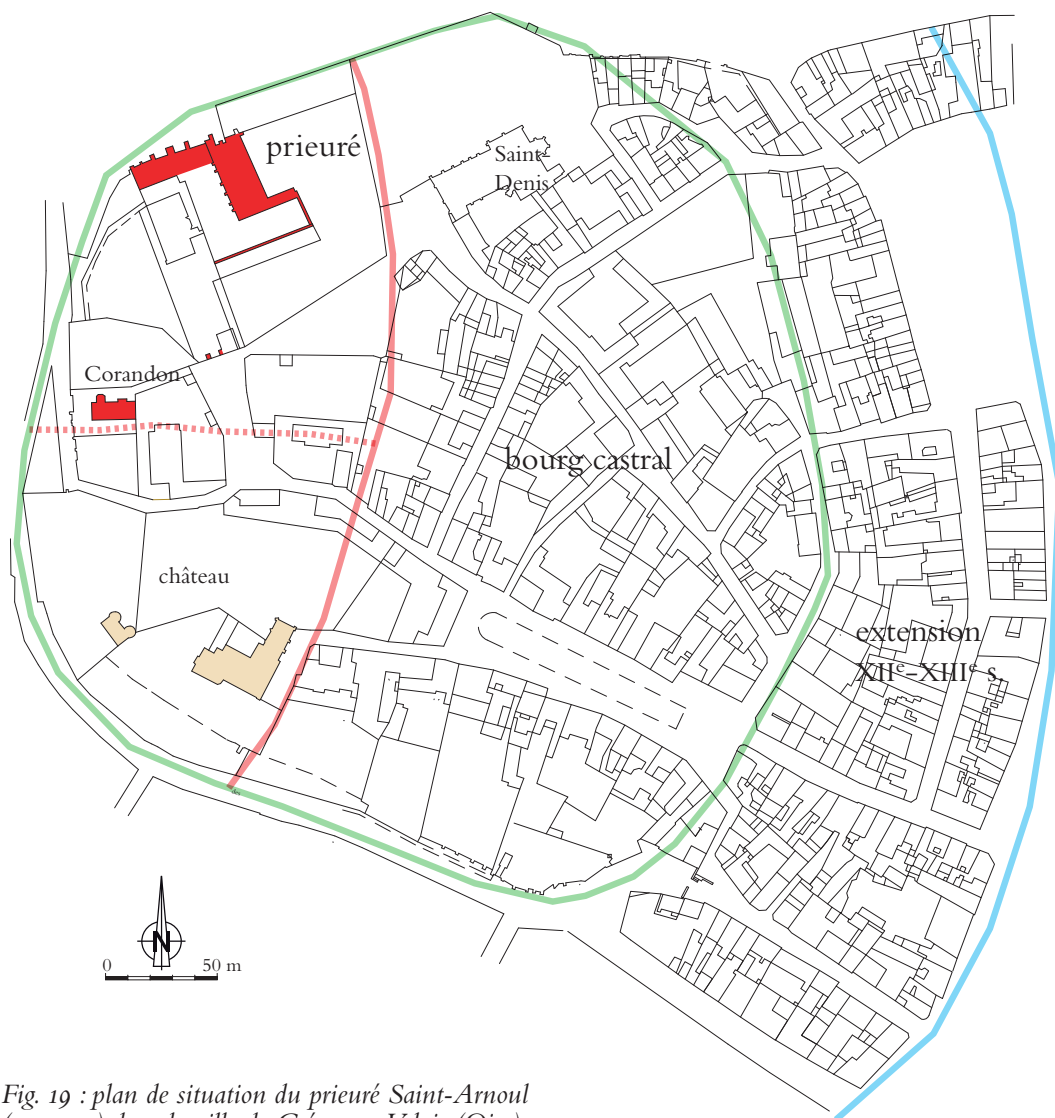 prieuré
Saint-
Denis
Corandon
bourg castral
château
extension
XIIᵉ-XIIIᵉ s.
N
0 50 m
Fig. 19 : plan de situation du prieuré Saint-Arnoul